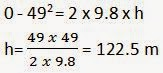 0 - 49² = 2 x 9.8 x h
h= 49 x 49 / 2 x 9.8 = 122.5 m